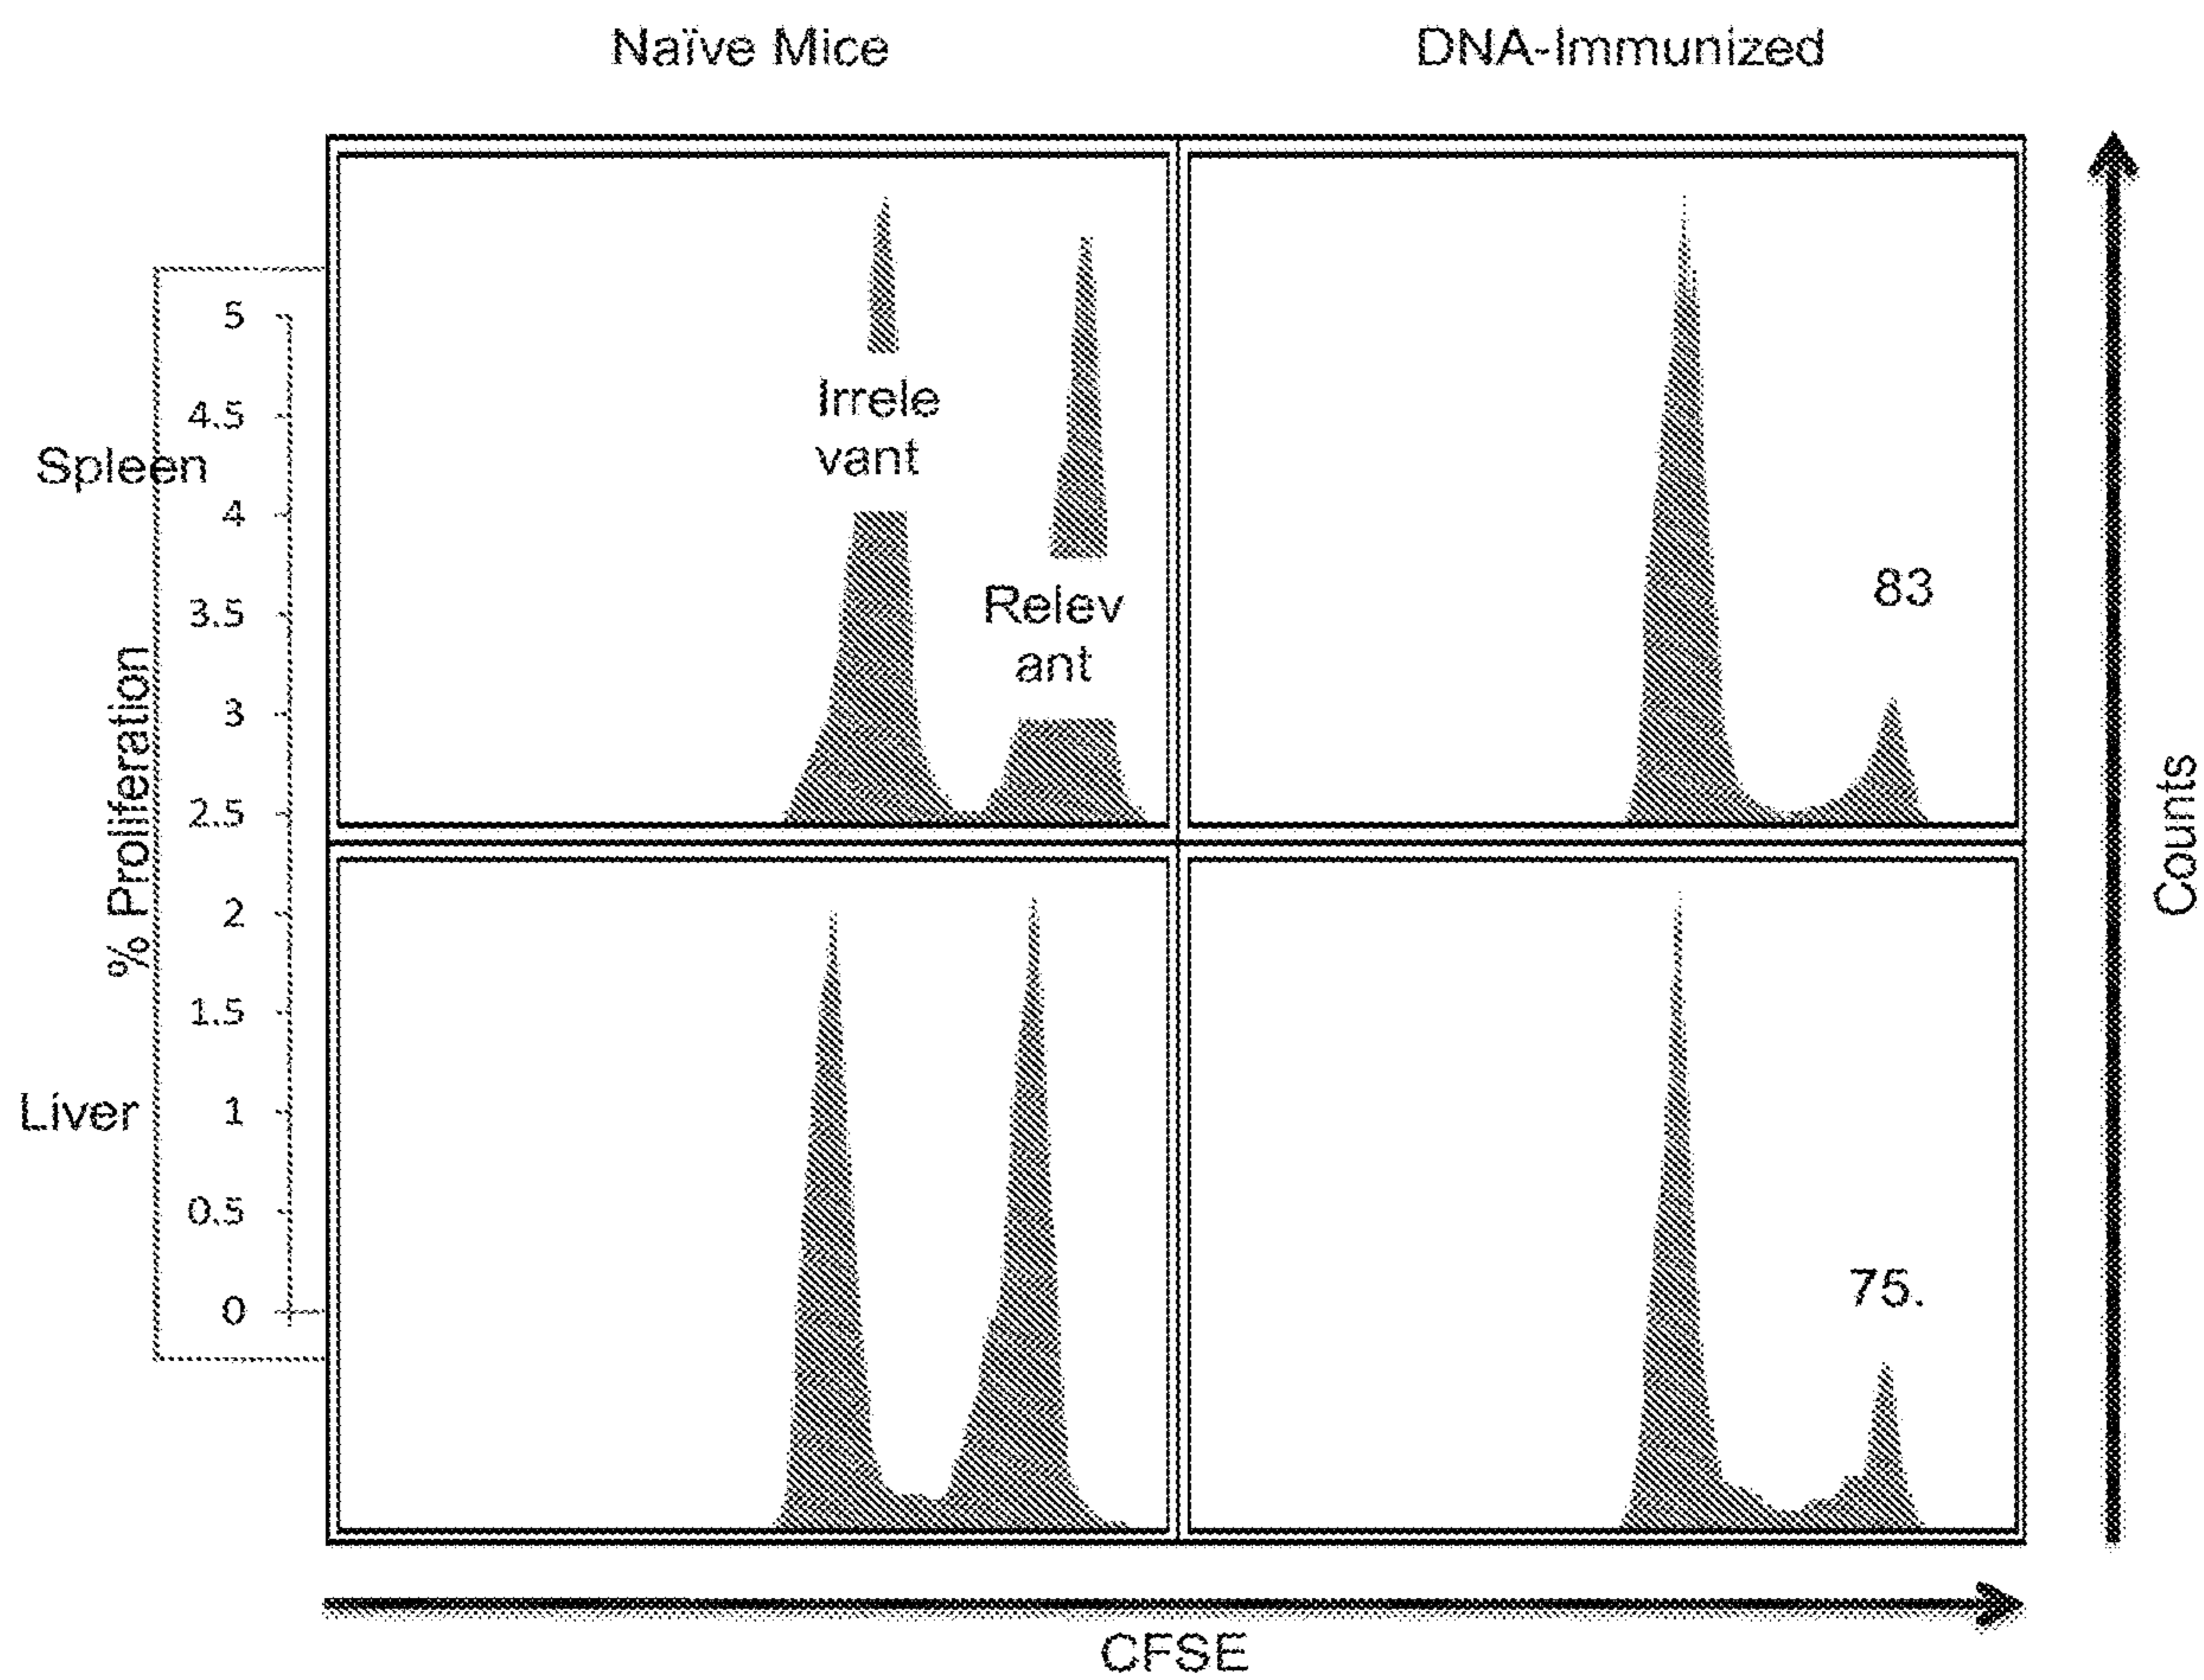 Naïve Mice
DNA-Immunized
5
4.5
4
3.5
3
2.5
2
1.5
1
0.5
0
% Proliferation
Spleen
Liver
Irrele
vant
Relev
ant
83
75.
Counts
CFSE